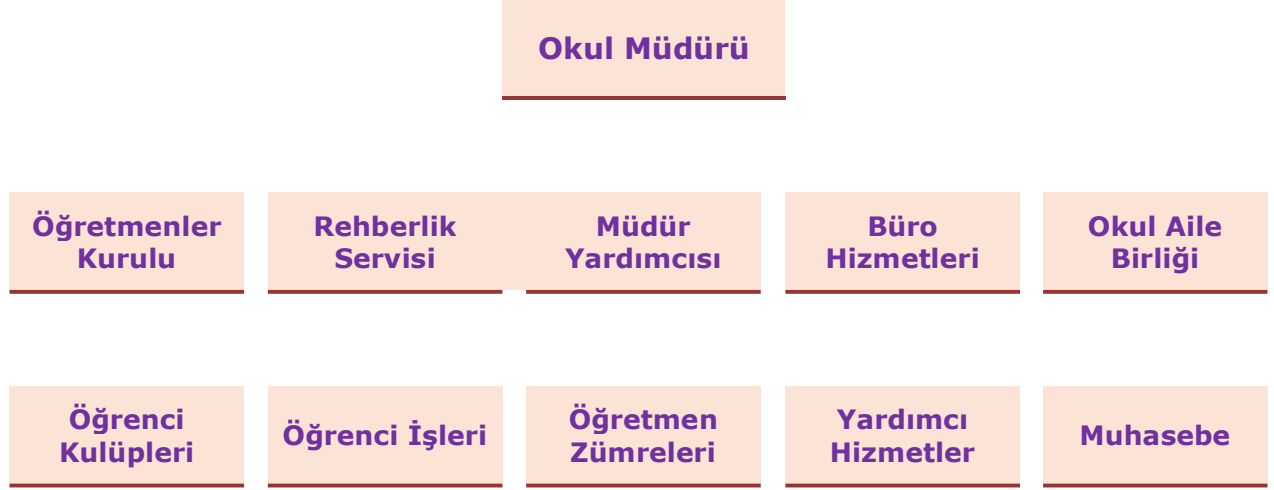 Okul Müdürü
Öğretmenler
Kurulu
Rehberlik
Servisi
Müdür
Yardımcısı
Büro
Hizmetleri
Okul Aile
Birliği
Öğrenci
Kulüpleri
Öğrenci İşleri
Öğretmen
Zümreleri
Yardımcı
Hizmetler
Muhasebe